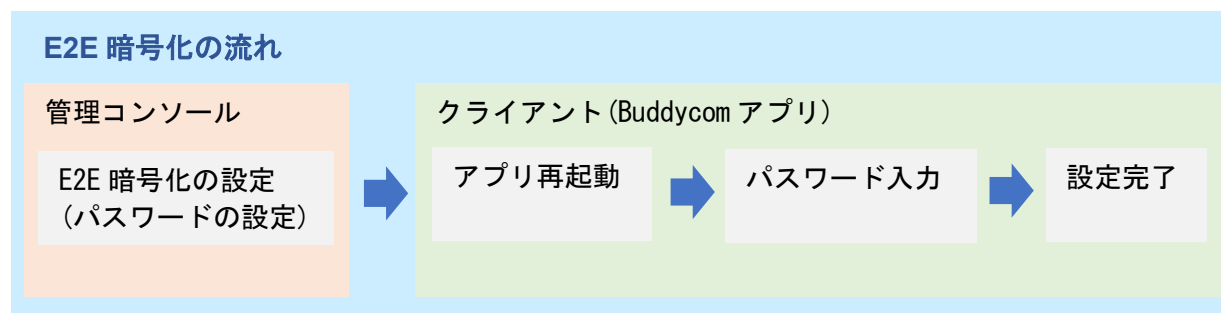 E2E 暗号化の流れ
管理コンソール
E2E 暗号化の設定
(パスワードの設定)
クライアント(Buddycom アプリ)
アプリ再起動
パスワード入力
設定完了